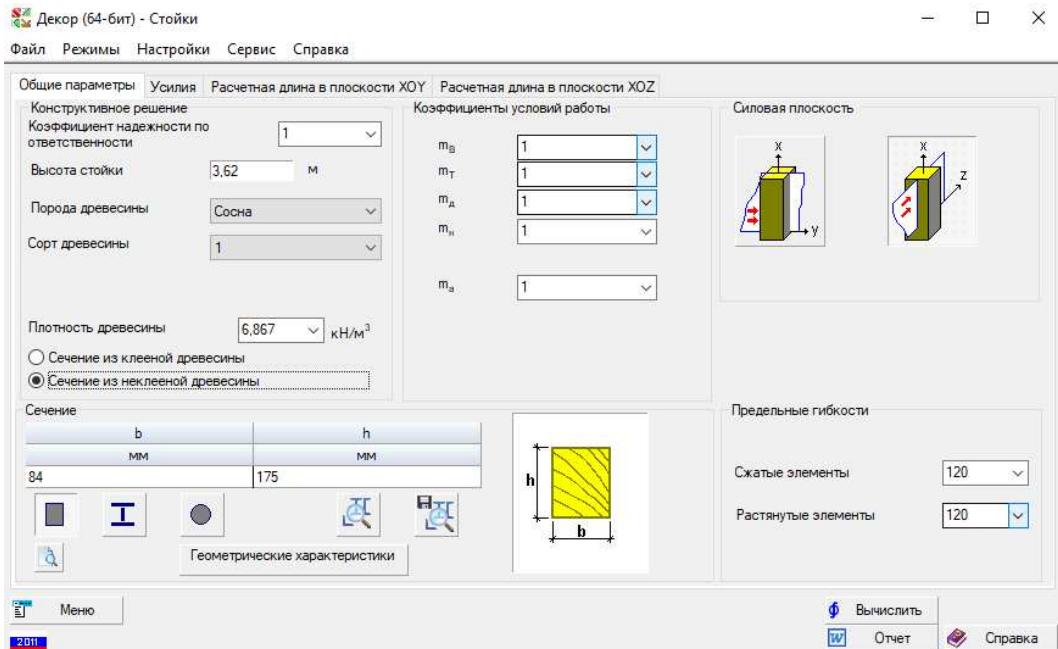 Декор (64-бит) - Стойки
Файл Режимы Настройки Сервис Справка
Общие параметры Усилия Расчетная длина в плоскости XOY Расчетная длина в плоскости XOZ
Конструктивное решение
Коэффициент надежности по
ответственности
1
Высота стойки 3,62 м
Порода древесины Сосна
Сорт древесины 1
Плотность древесины 6,867 кН/м³
Сечение из клееной древесины
Сечение из неклееной древесины
Коэффициенты условий работы
mВ 1
mТ 1
mд 1
mн 1
mа 1
Силовая плоскость
X
y
X
Z
Сечение
b h
мм мм
84 175
h
b
Геометрические характеристики
Предельные гибкости
Сжатые элементы 120
Растянутые элементы 120
Меню
Вычислить
2011
W Отчет
Справка